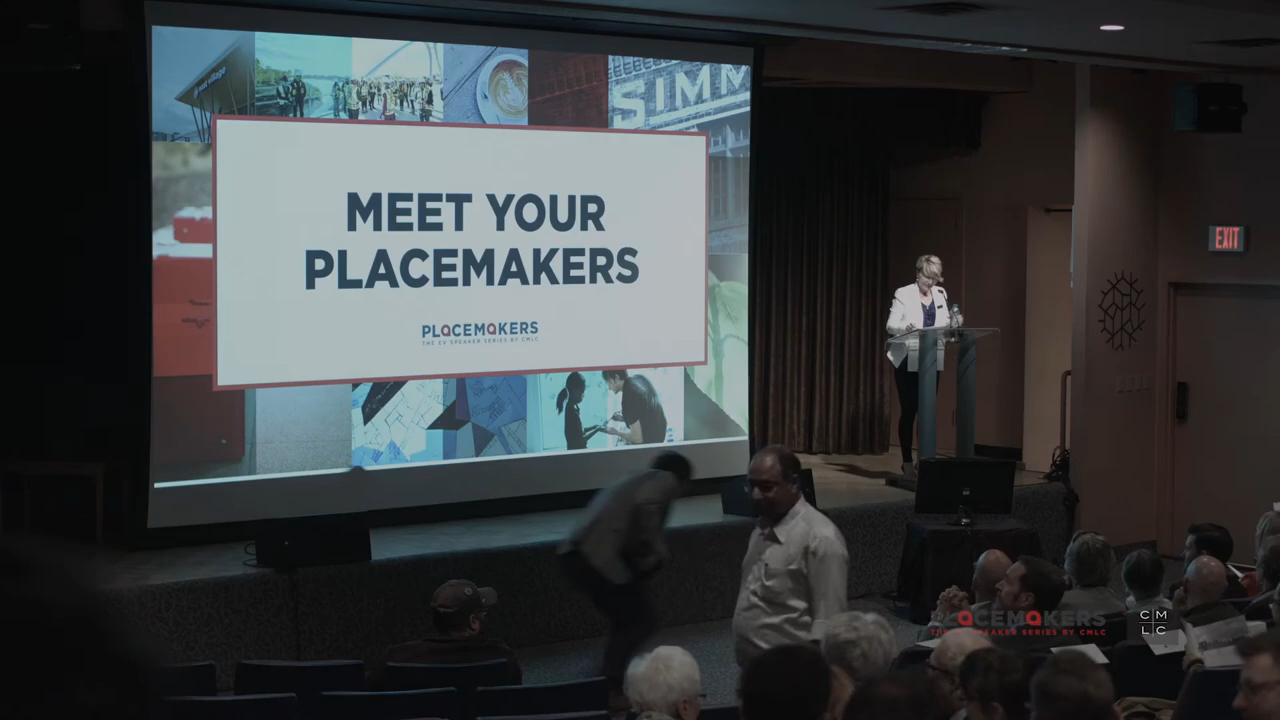 SIMM
MEET YOUR
PLACEMAKERS
PLACEMAKERS
THE EV SPEAKER SERIES BY CMLC
EXIT
PLACEMAKERS
THE EV SPEAKER SERIES BY CMLC
CM
LC